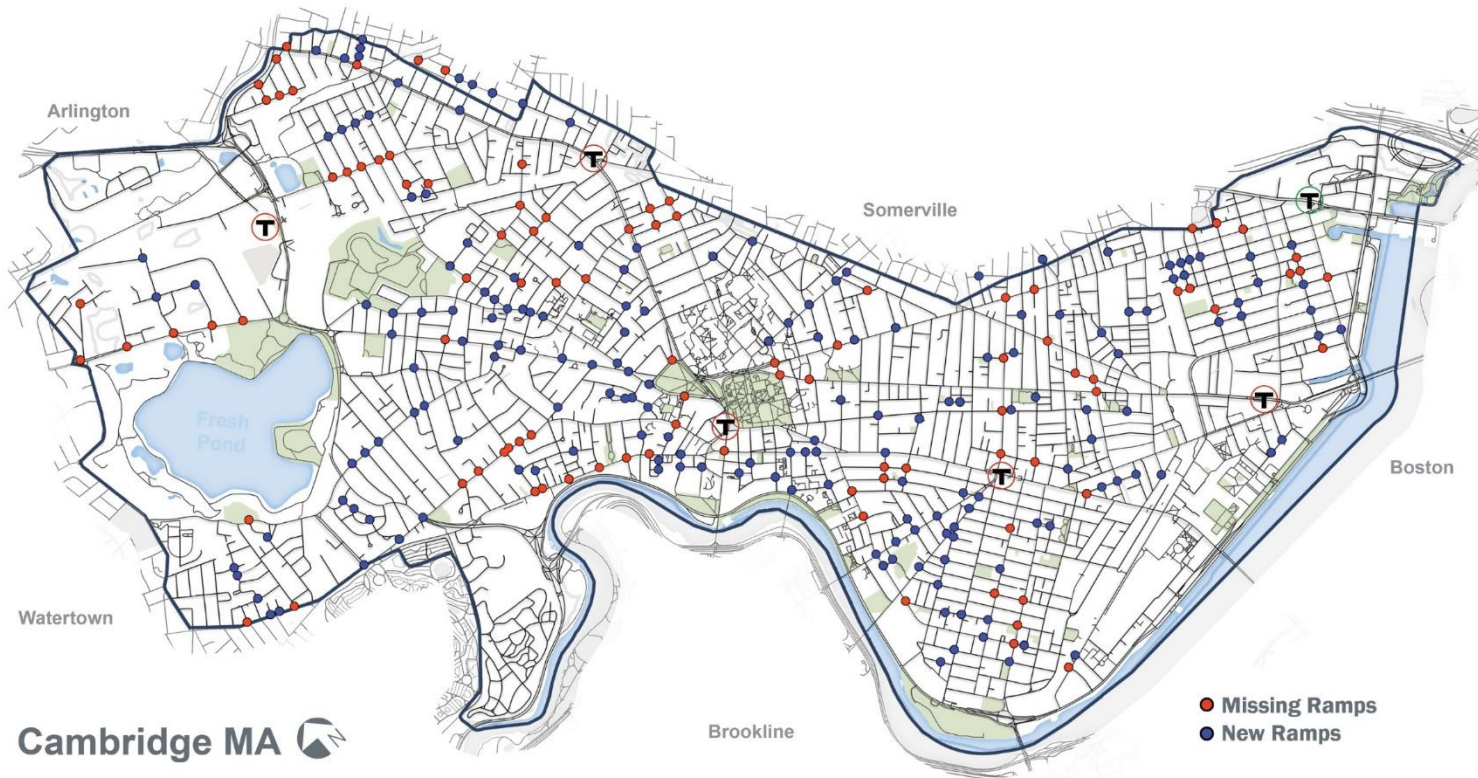 Arlington
T
T
Somerville
T
Fresh
Pond
T
T
T
Boston
Watertown
Brookline
Missing Ramps
New Ramps
Cambridge MA
N